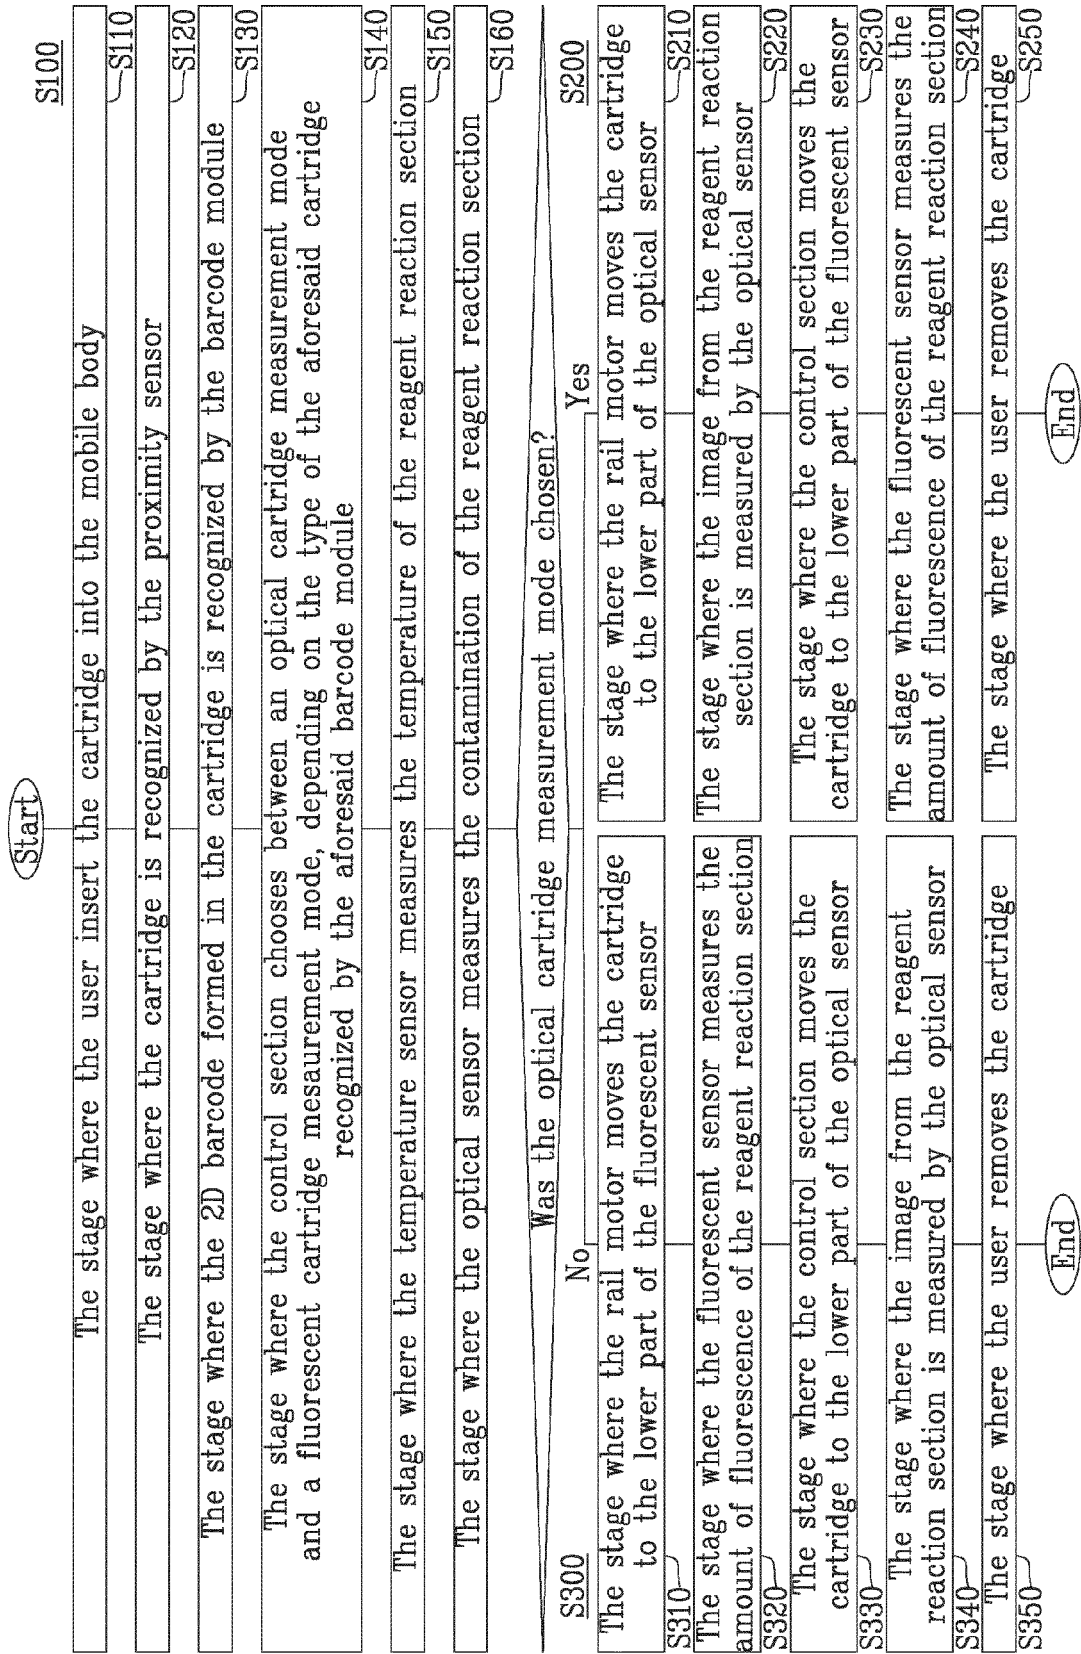 Start
S100
The stage where the user insert the cartridge into the mobile body
S110
The stage where the cartridge is recognized by the proximity sensor
S120
The stage where the 2D barcode formed in the cartridge is recognized by the barcode module
S130
The stage where the control section chooses between an optical cartridge measurement mode
and a fluorescent cartridge mesaurement mode, depending on the type of the aforesaid cartridge
recognized by the aforesaid barcode module
S140
The stage where the temperature sensor measures the temperature of the reagent reaction section
S150
The stage where the optical sensor measures the contamination of the reagent reaction section
S160
Was the optical cartridge measurement mode chosen?
No
Yes
S300
The stage where the rail motor moves the cartridge
to the lower part of the fluorescent sensor
S310
The stage where the fluorescent sensor measures the
amount of fluorescence of the reagent reaction section
S320
The stage where the control section moves the
cartridge to the lower part of the optical sensor
S330
The stage where the image from the reagent
reaction section is measured by the optical sensor
S340
The stage where the user removes the cartridge
S350
End
S200
The stage where the rail motor moves the cartridge
to the lower part of the optical sensor
S210
The stage where the image from the reagent reaction
section is measured by the optical sensor
S220
The stage where the control section moves the
cartridge to the lower part of the fluorescent sensor
S230
The stage where the fluorescent sensor measures the
amount of fluorescence of the reagent reaction section
S240
The stage where the user removes the cartridge
S250
End